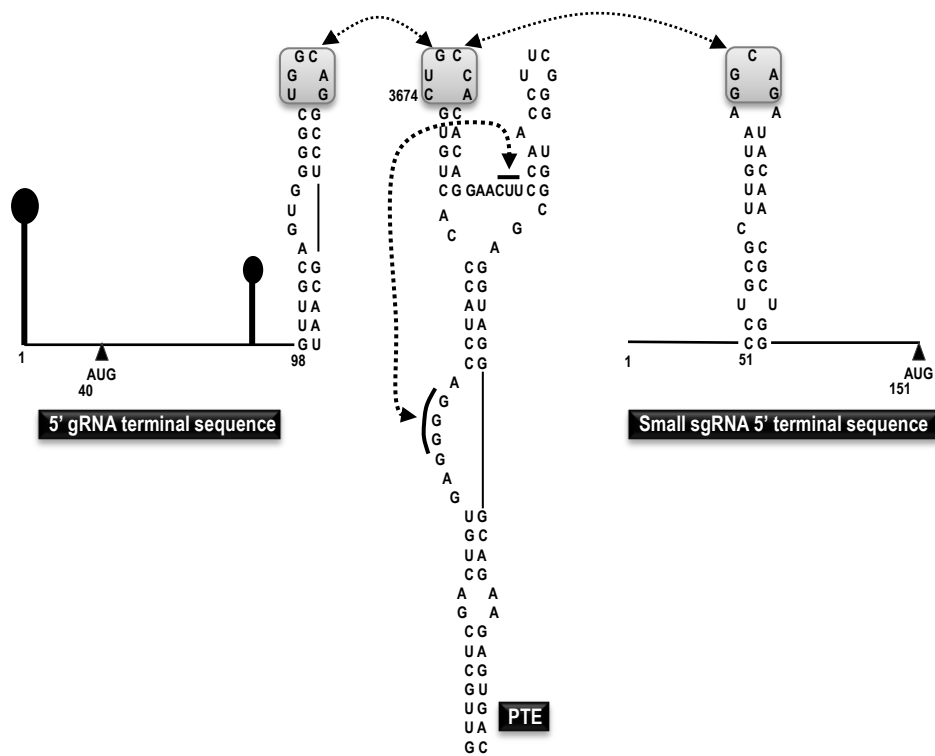 G C
G A
U G
C G
G C
G C
G U
G
G
U
G
A
C G
G C
U A
U A
G U
1
98
AUG
40
5' gRNA terminal sequence
G C
U C
C A
3674
G C
U A
G C
U A
C G
G A A C U U C C
A
C
C G
C G
A U
U A
C G
C G
A
G
G
G
G
A
G
U G
G C
U A
C G
A A
G A
C G
U A
C G
G U
U G
U A
G C
U C
U G
C G
C G
A
A A
C G
U
G
G
C
G
A
PTE
C
G A
G G
A A
A U
U A
G C
U A
U A
C
G C
C G
G C
U U
C G
C G
1
51
151
AUG
Small sgRNA 5' terminal sequence